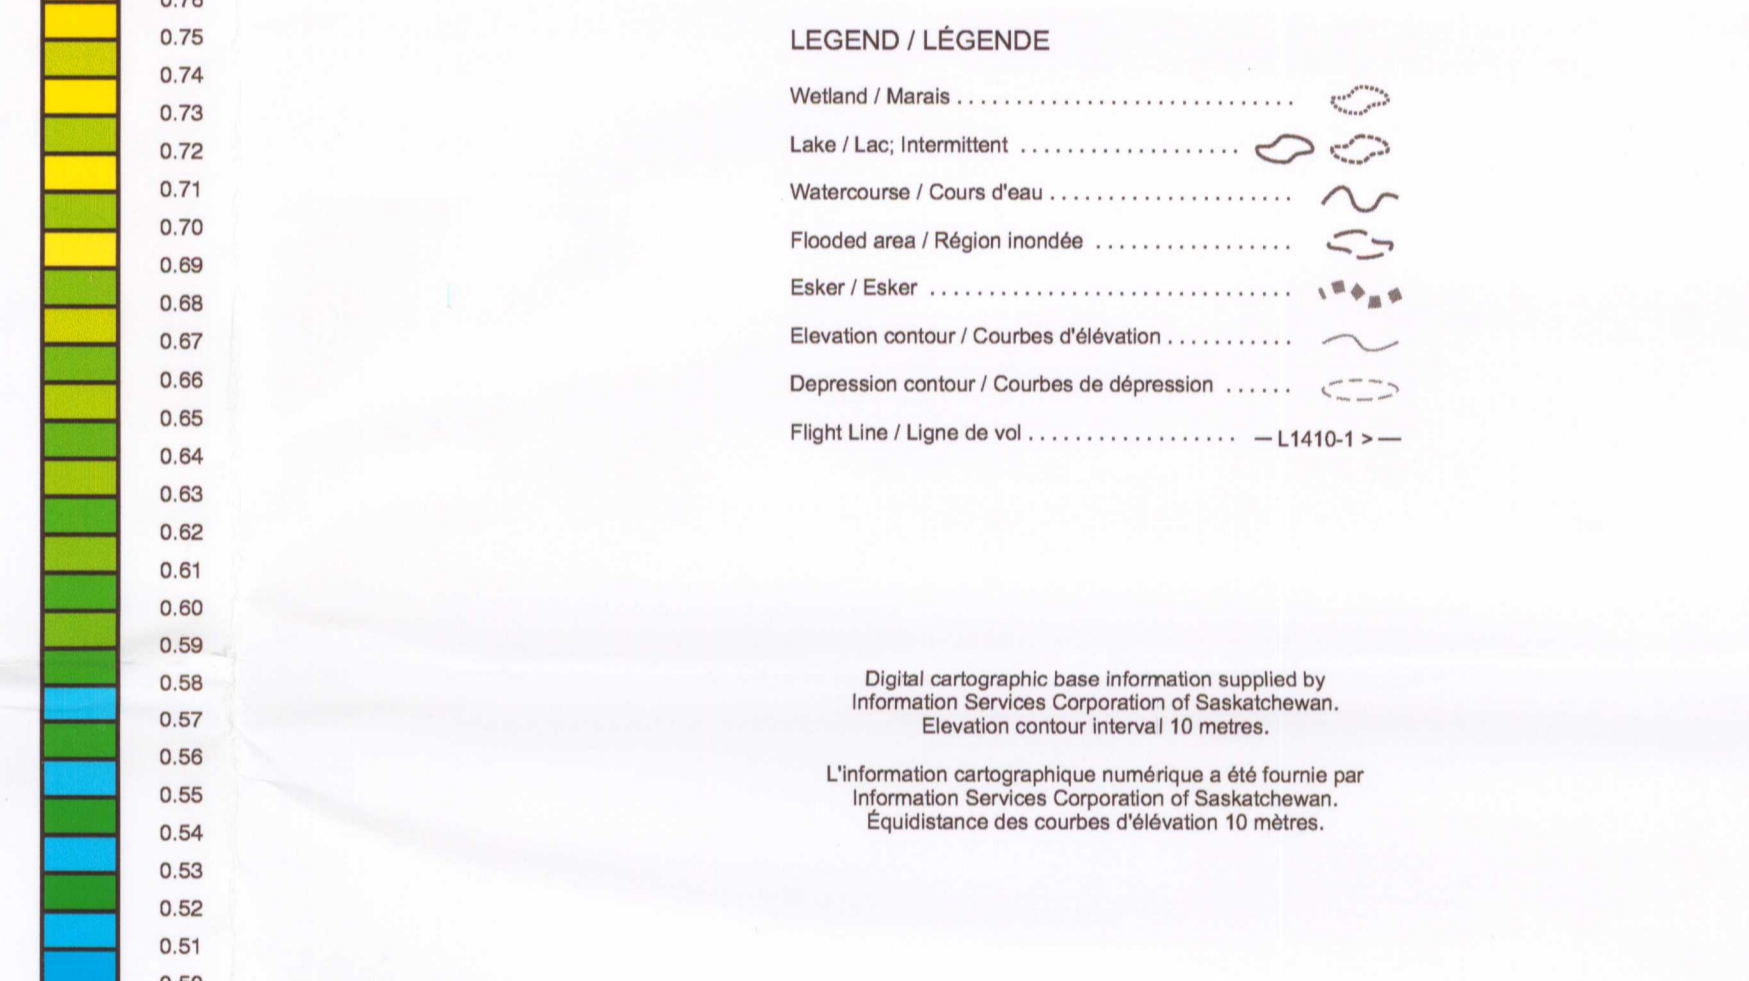 0.75
0.74
0.73
0.72
0.71
0.70
0.69
0.68
0.67
0.66
0.65
0.64
0.63
0.62
0.61
0.60
0.59
0.58
0.57
0.56
0.55
0.54
0.53
0.52
0.51
LEGEND / LÉGENDE
Wetland / Marais
Lake / Lac; Intermittent
Watercourse / Cours d'eau
Flooded area / Région inondée
Esker / Esker
Elevation contour / Courbes d'élévation
Depression contour / Courbes de dépression
Flight Line / Ligne de vol — L1410-1 > —
Digital cartographic base information supplied by
Information Services Corporation of Saskatchewan.
Elevation contour interval 10 metres.
L'information cartographique numérique a été fournie par
Information Services Corporation of Saskatchewan.
Équidistance des courbes d'élévation 10 mètres.